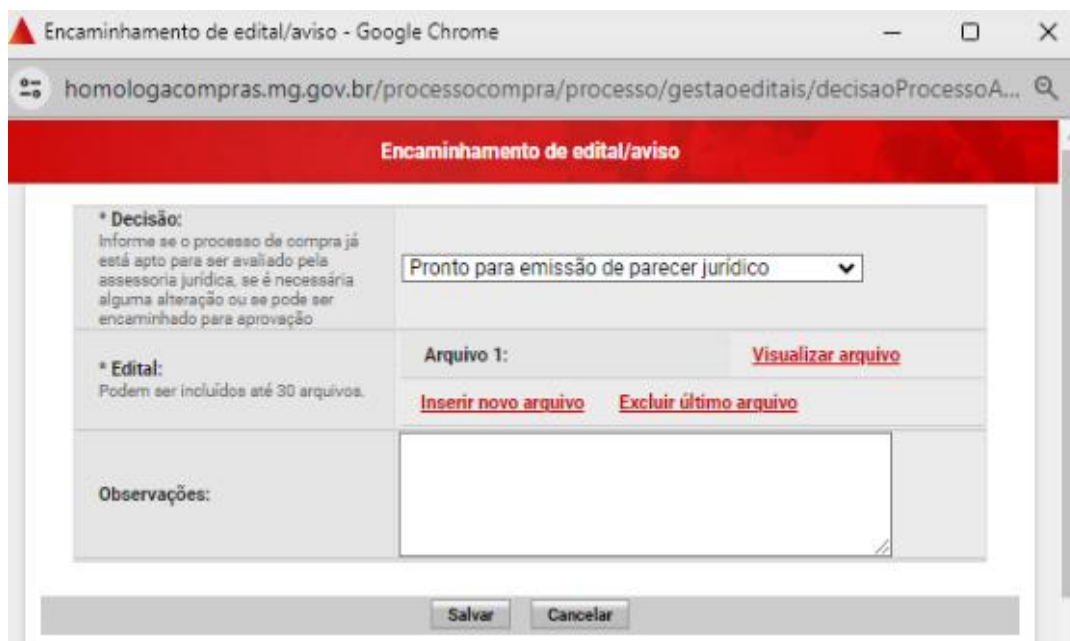 Encaminhamento de edital/aviso - Google Chrome
homologacompras.mg.gov.br/processocompra/processo/gestaoeditais/decisaoProcessoA...
Encaminhamento de edital/aviso
* Decisão:
Informe se o processo de compra já
está apto para ser avaliado pela
assessoria jurídica, se é necessária
alguma alteração ou se pode ser
encaminhado para aprovação
Pronto para emissão de parecer jurídico
* Edital:
Podem ser incluídos até 30 arquivos.
Arquivo 1: Visualizar arquivo
Inserir novo arquivo Excluir último arquivo
Observações:
Salvar Cancelar